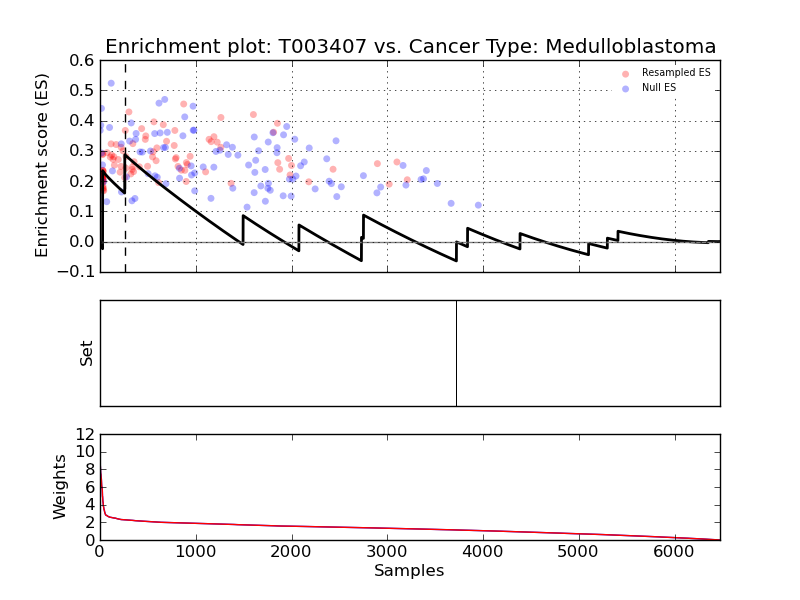 Enrichment plot: T003407 vs. Cancer Type: Medulloblastoma
Enrichment score (ES)
0.6
0.5
0.4
0.3
0.2
0.1
0.0
−0.1
Resampled ES
Null ES
Set
Weights
12
10
8
6
4
2
0
0 1000 2000 3000 4000 5000 6000
Samples